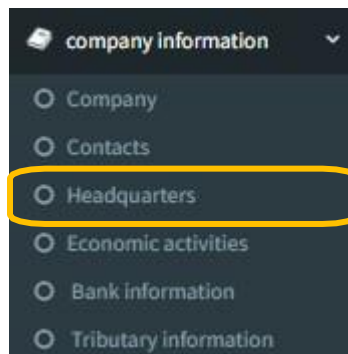 company information
Company
Contacts
Headquarters
Economic activities
Bank information
Tributary information